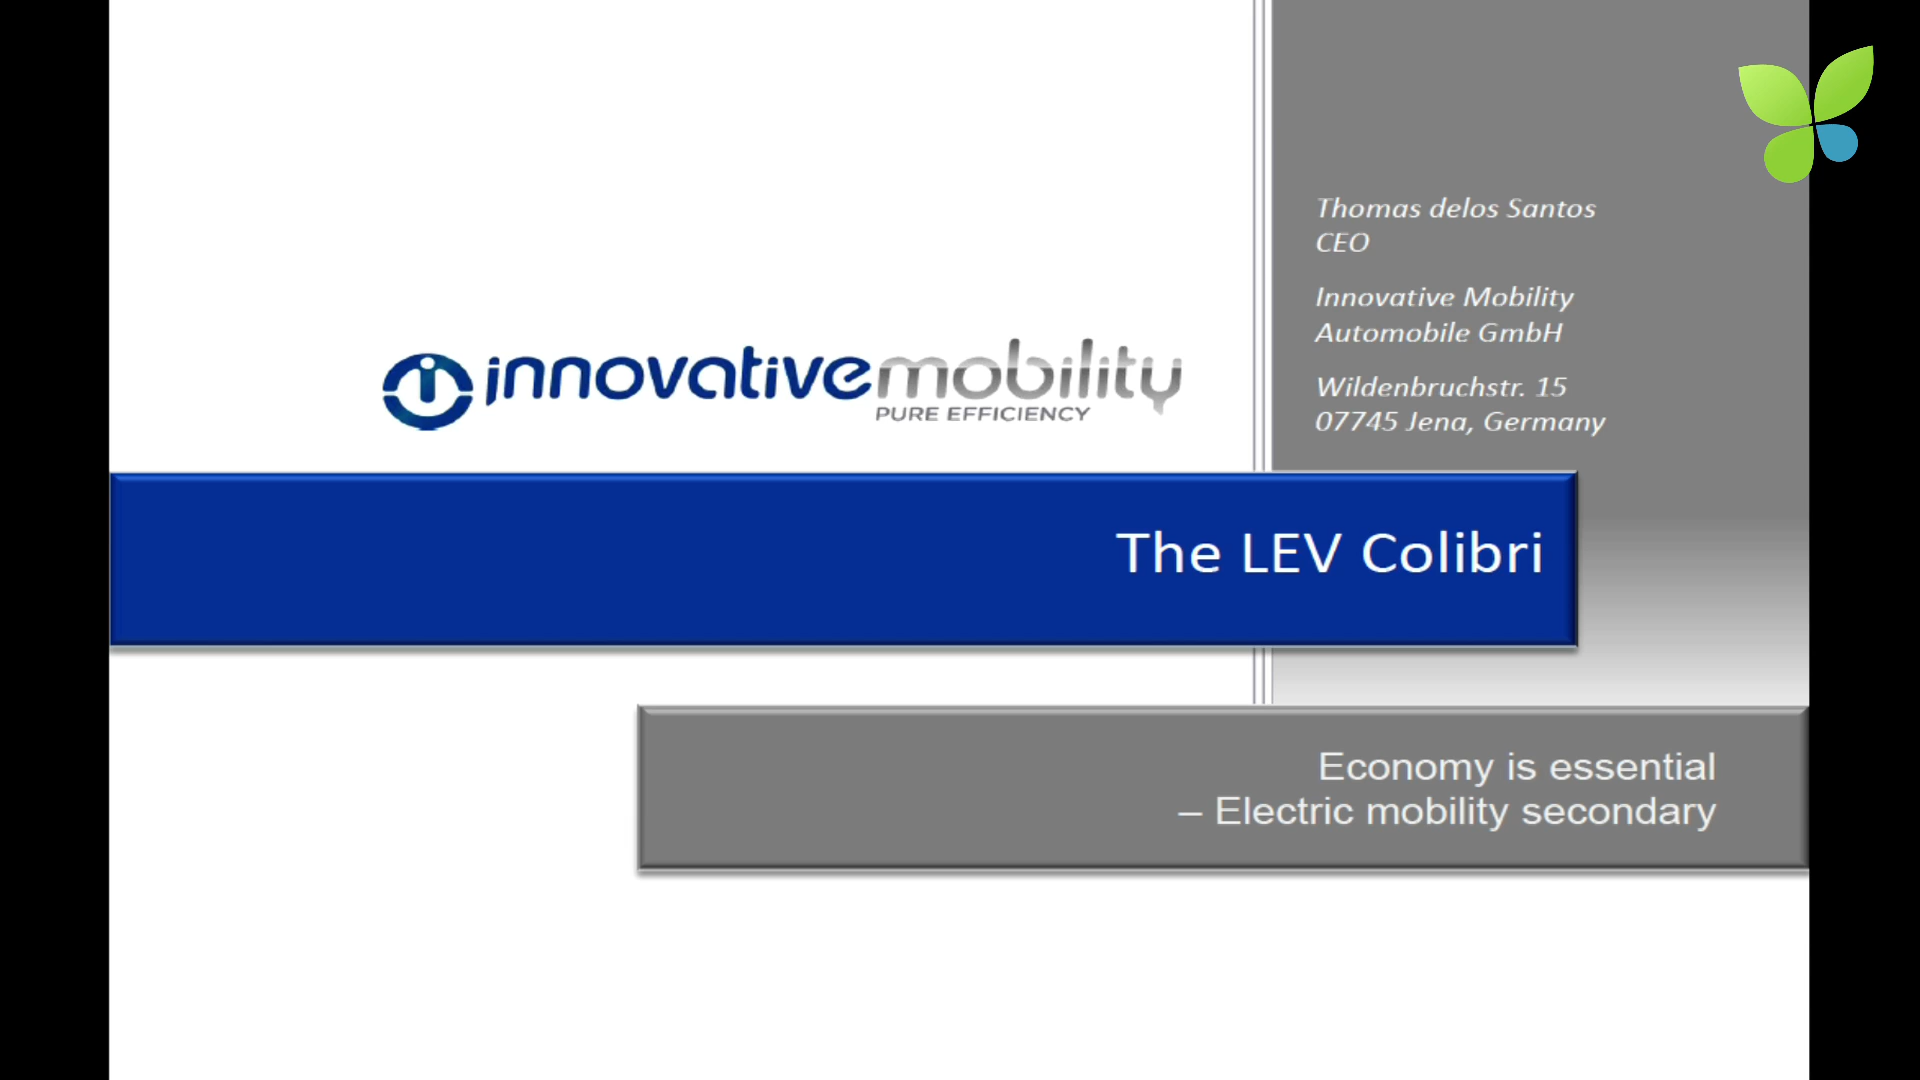 Thomas delos Santos
CEO
Innovative Mobility
Automobile GmbH
Wildenbruchstr. 15
07745 Jena, Germany
innovativemobility
PURE EFFICIENCY
The LEV Colibri
Economy is essential
– Electric mobility secondary